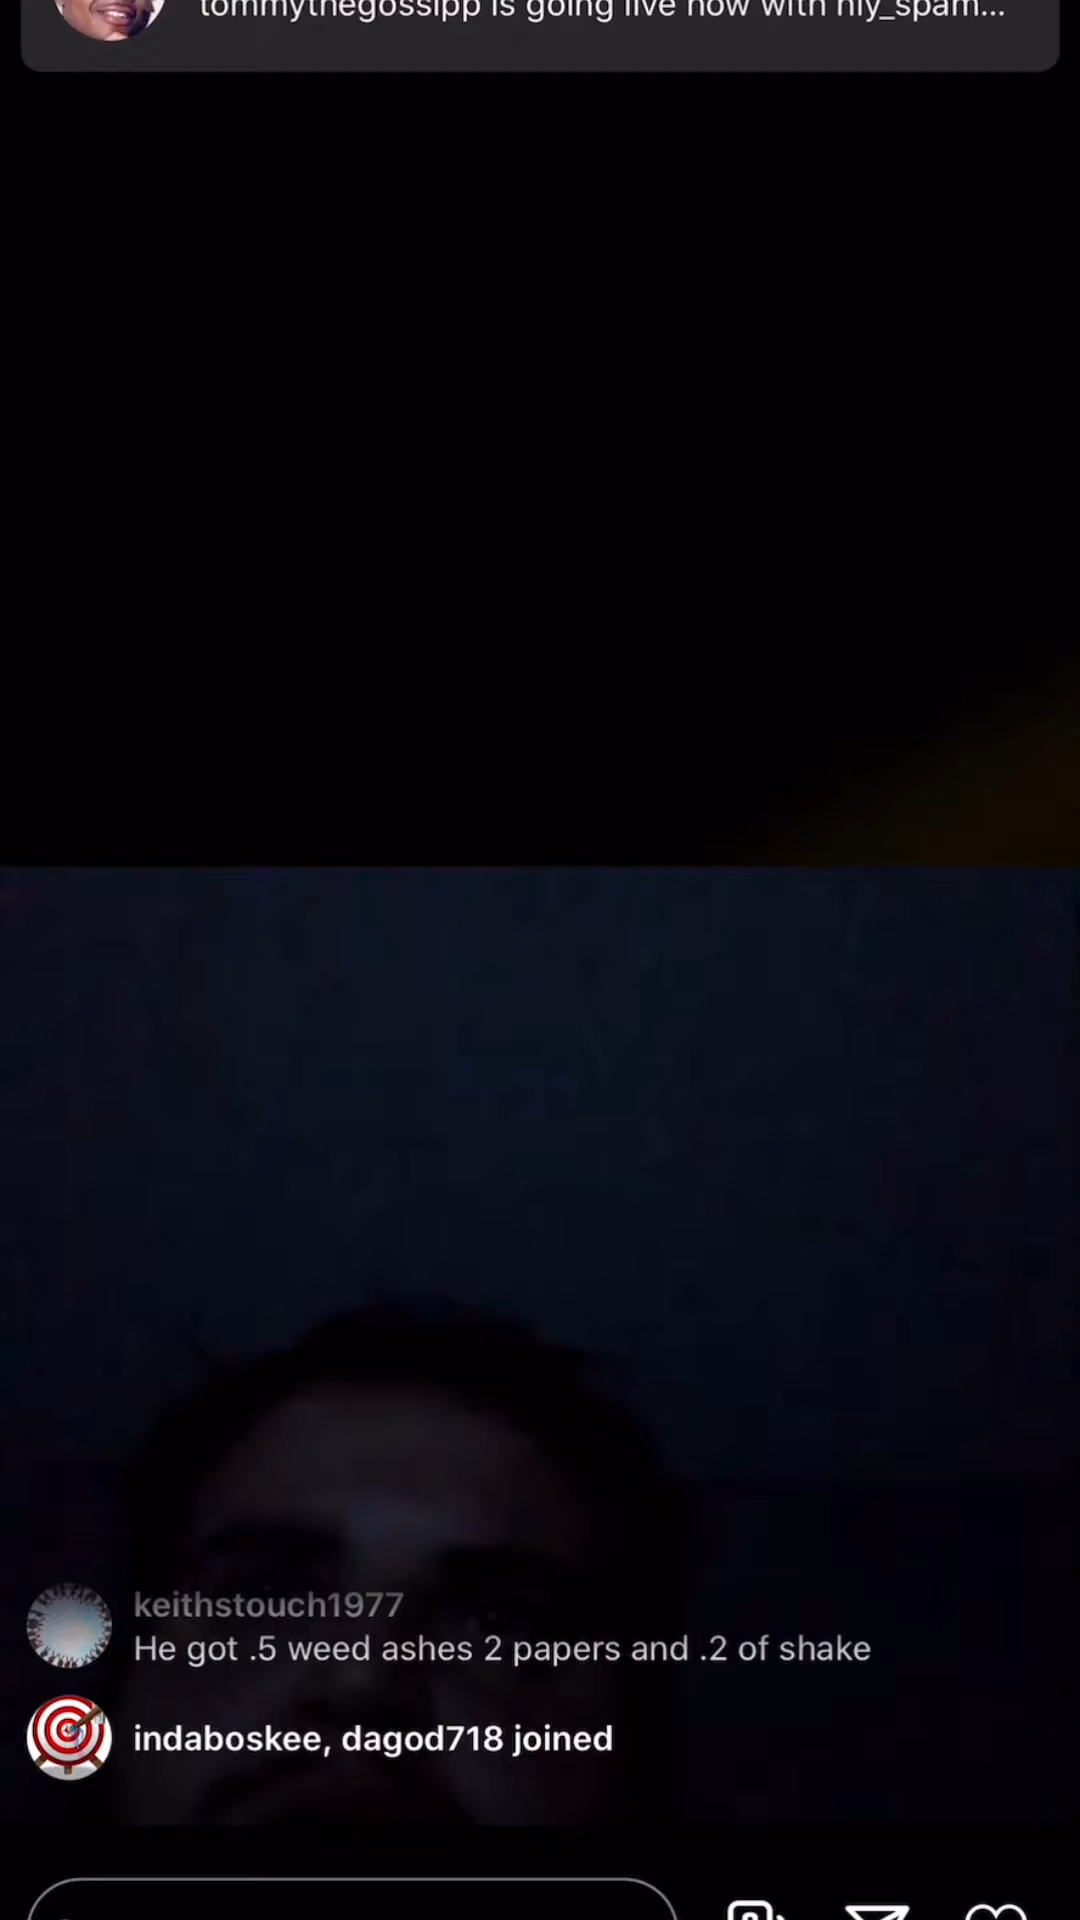 tommythegossipp is going live now with hly_spam...
keithstouch1977
He got .5 weed ashes 2 papers and .2 of shake
indaboskee, dagod718 joined